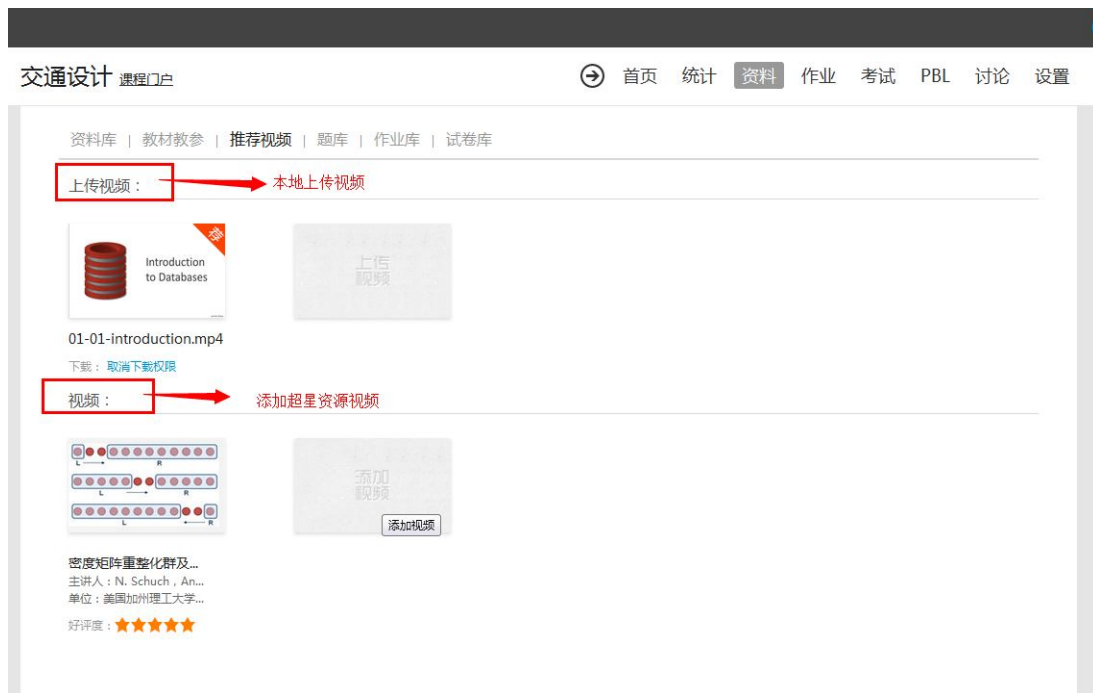 交通设计 课程门户 首页 统计 资料 作业 考试 PBL 讨论 设置
资料库 | 教材教参 | 推荐视频 | 题库 | 作业库 | 试卷库
上传视频： 本地上传视频
荐
Introduction
to Databases
上传
视频
01-01-introduction.mp4
下载： 取消下载权限
视频： 添加超星资源视频
L R
L R
L R
添加
视频
添加视频
密度矩阵重整化群及...
主讲人：N. Schuch , An...
单位：美国加州理工大学...
好评度：